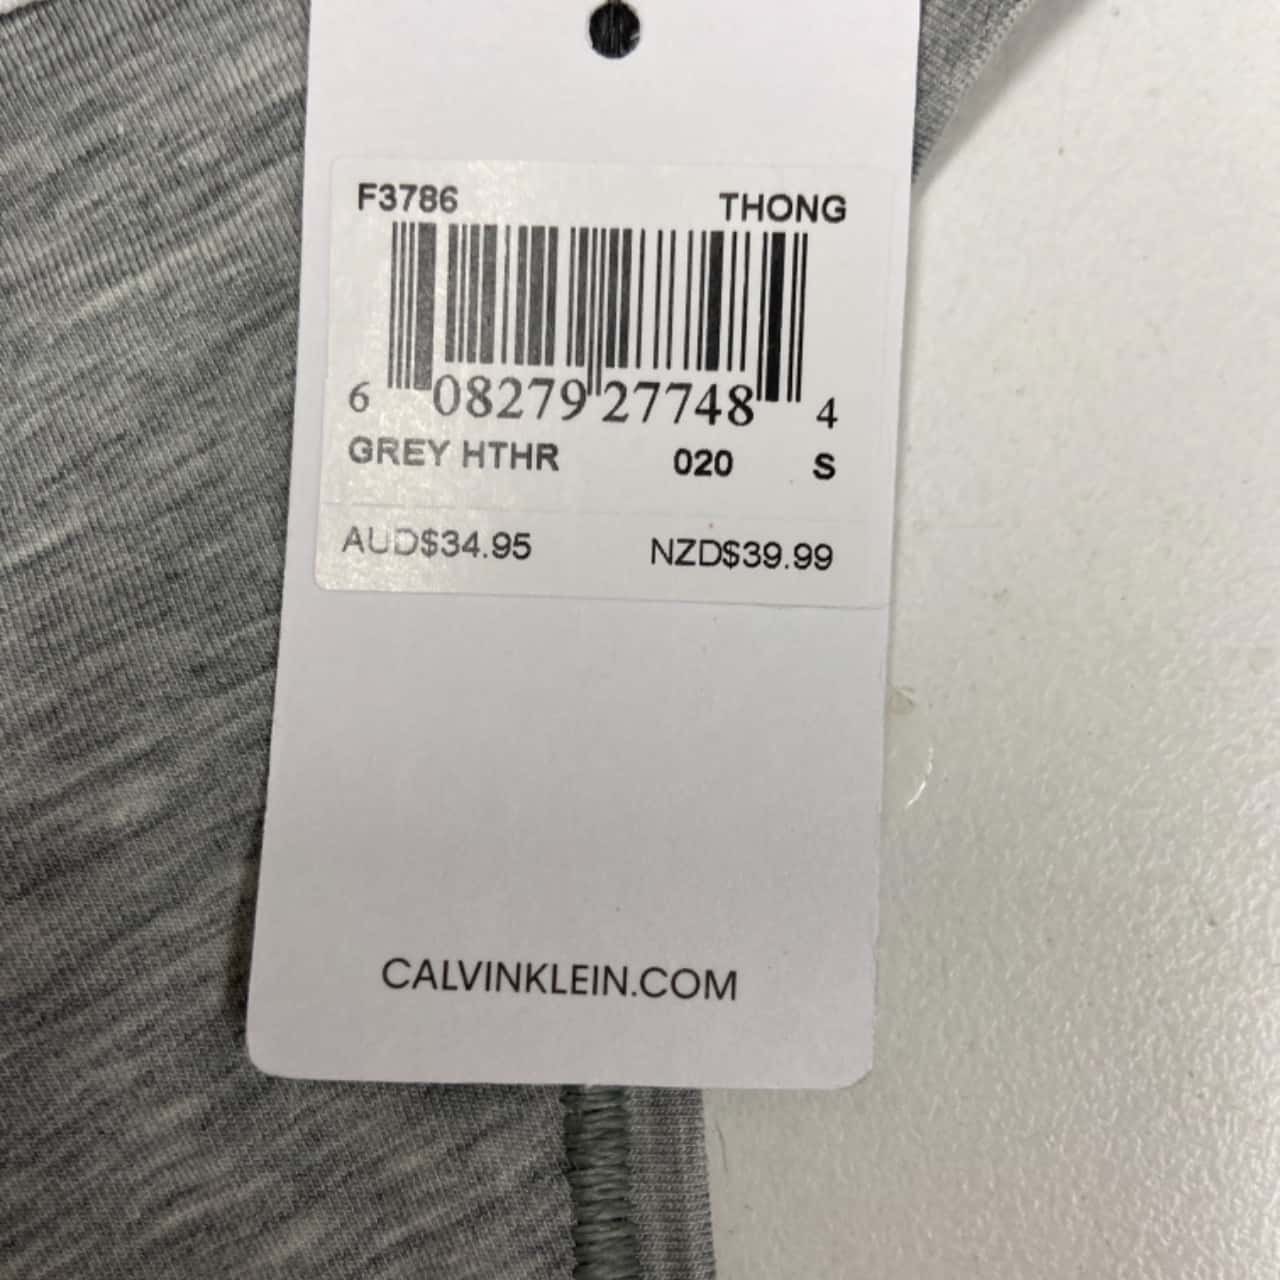 F3786 THONG
6 08279 27748 4
GREY HTHR 020 S
AUD$34.95 NZD$39.99
CALVINKLEIN.COM